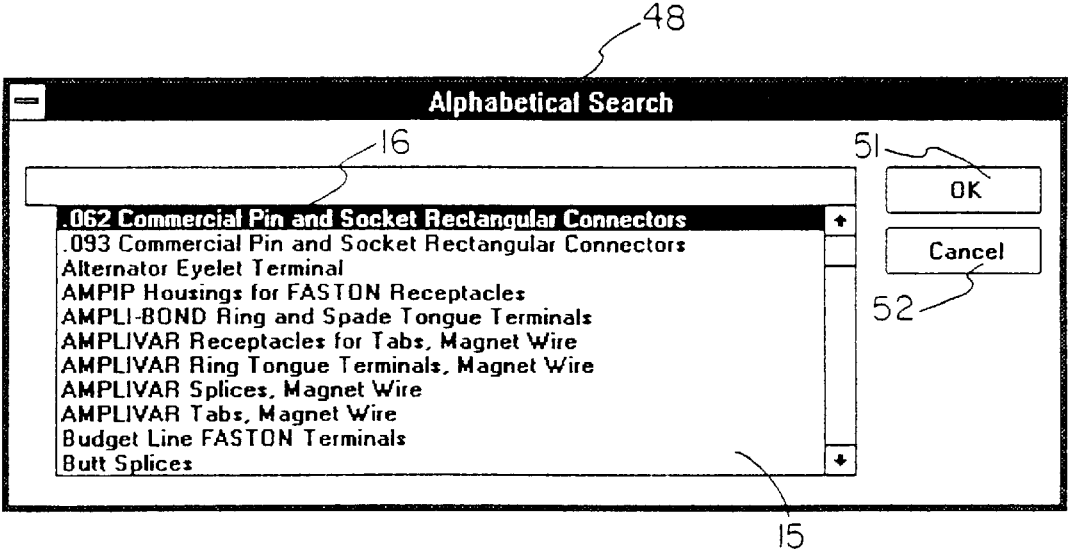 48
Alphabetical Search
16
51
OK
.062 Commercial Pin and Socket Rectangular Connectors
.093 Commercial Pin and Socket Rectangular Connectors
Cancel
Alternator Eyelet Terminal
AMPIP Housings for FASTON Receptacles
52
AMPLI-BOND Ring and Spade Tongue Terminals
AMPLIVAR Receptacles for Tabs, Magnet Wire
AMPLIVAR Ring Tongue Terminals, Magnet Wire
AMPLIVAR Splices, Magnet Wire
AMPLIVAR Tabs, Magnet Wire
Budget Line FASTON Terminals
Butt Splices
15